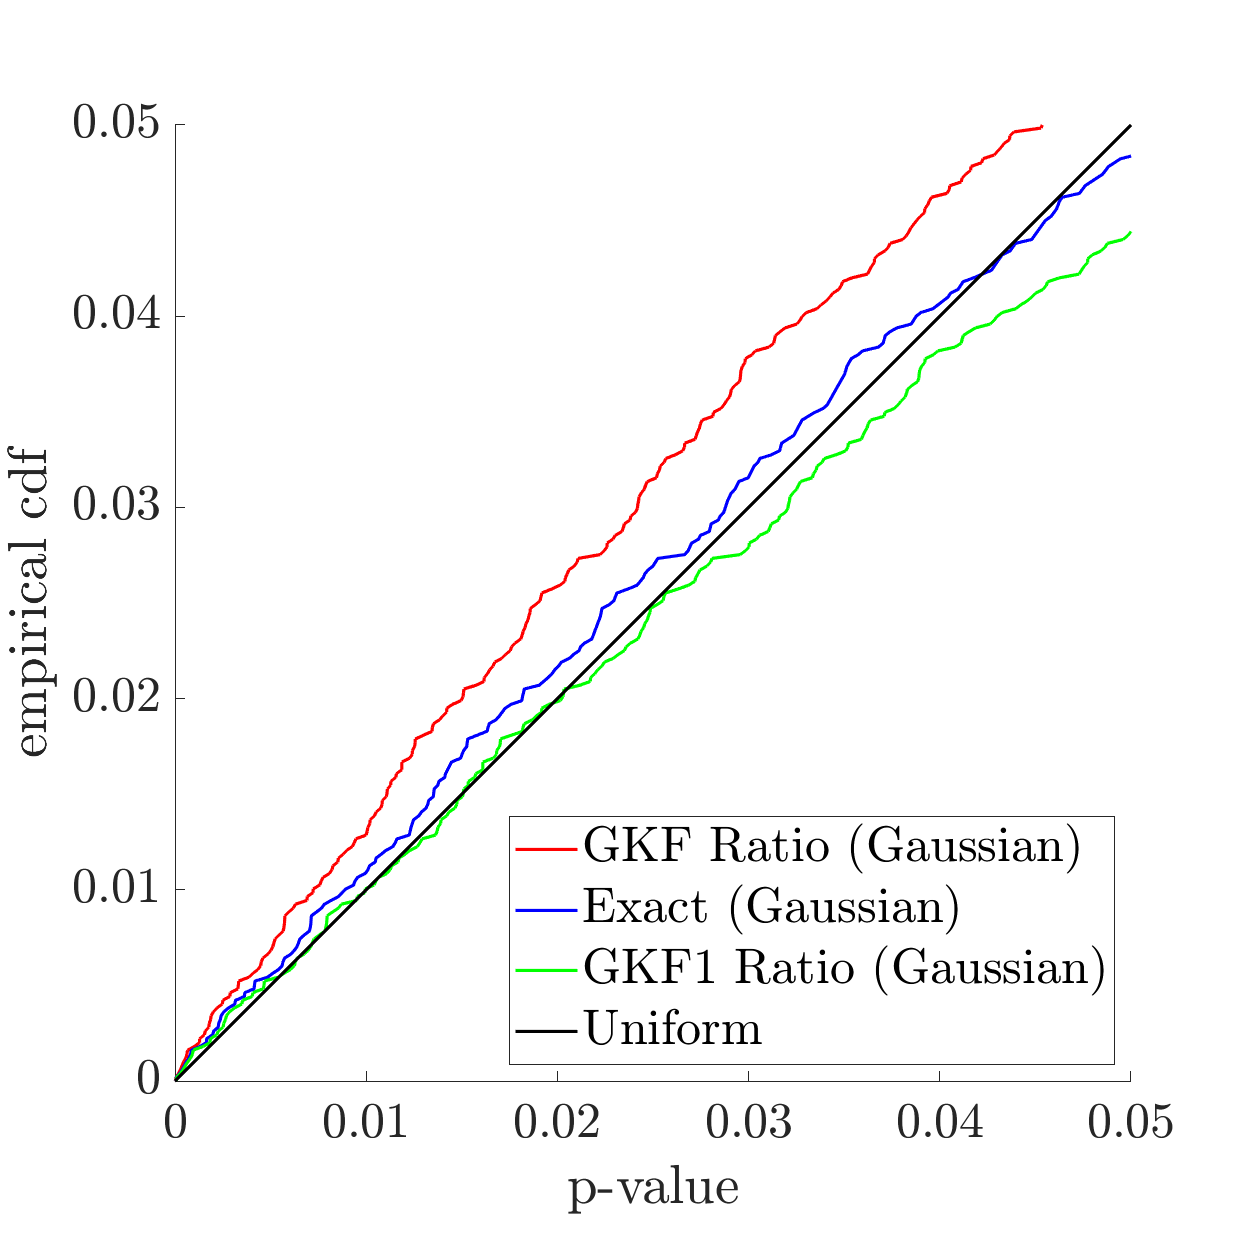 0.05
0.04
0.03
0.02
0.01
0
empirical cdf
GKF Ratio (Gaussian)
Exact (Gaussian)
GKF1 Ratio (Gaussian)
Uniform
0 0.01 0.02 0.03 0.04 0.05
p-value